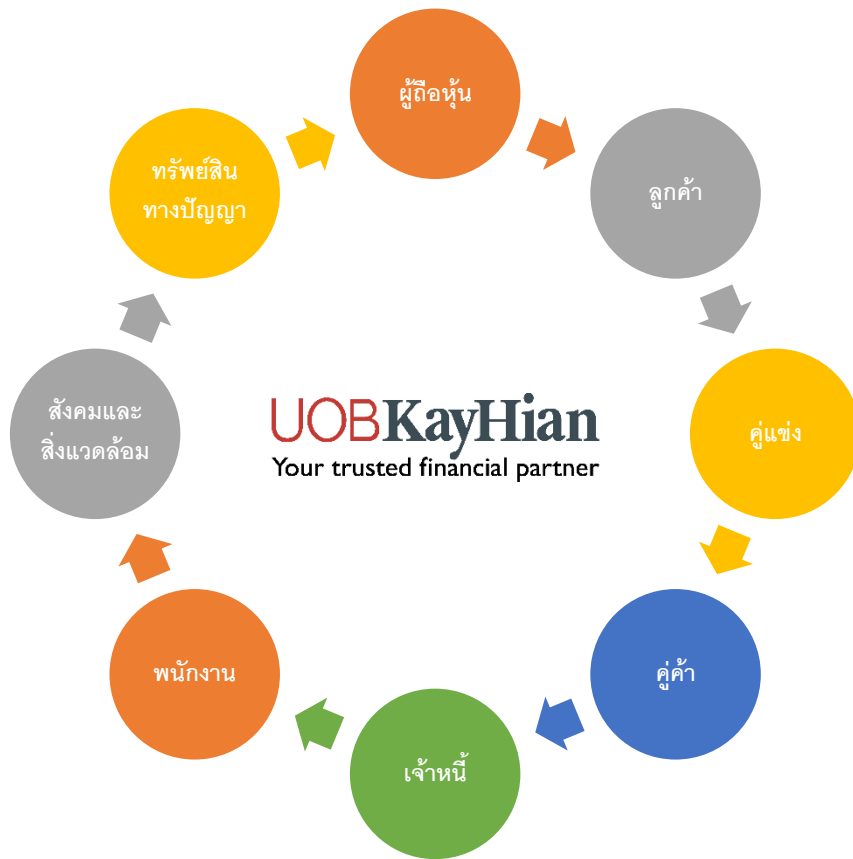 ผู้ถือหุ้น
ลูกค้า
คู่แข่ง
คู่ค้า
เจ้าหนี้
พนักงาน
สังคมและ
สิ่งแวดล้อม
ทรัพย์สิน
ทางปัญญา
UOBKayHian
Your trusted financial partner